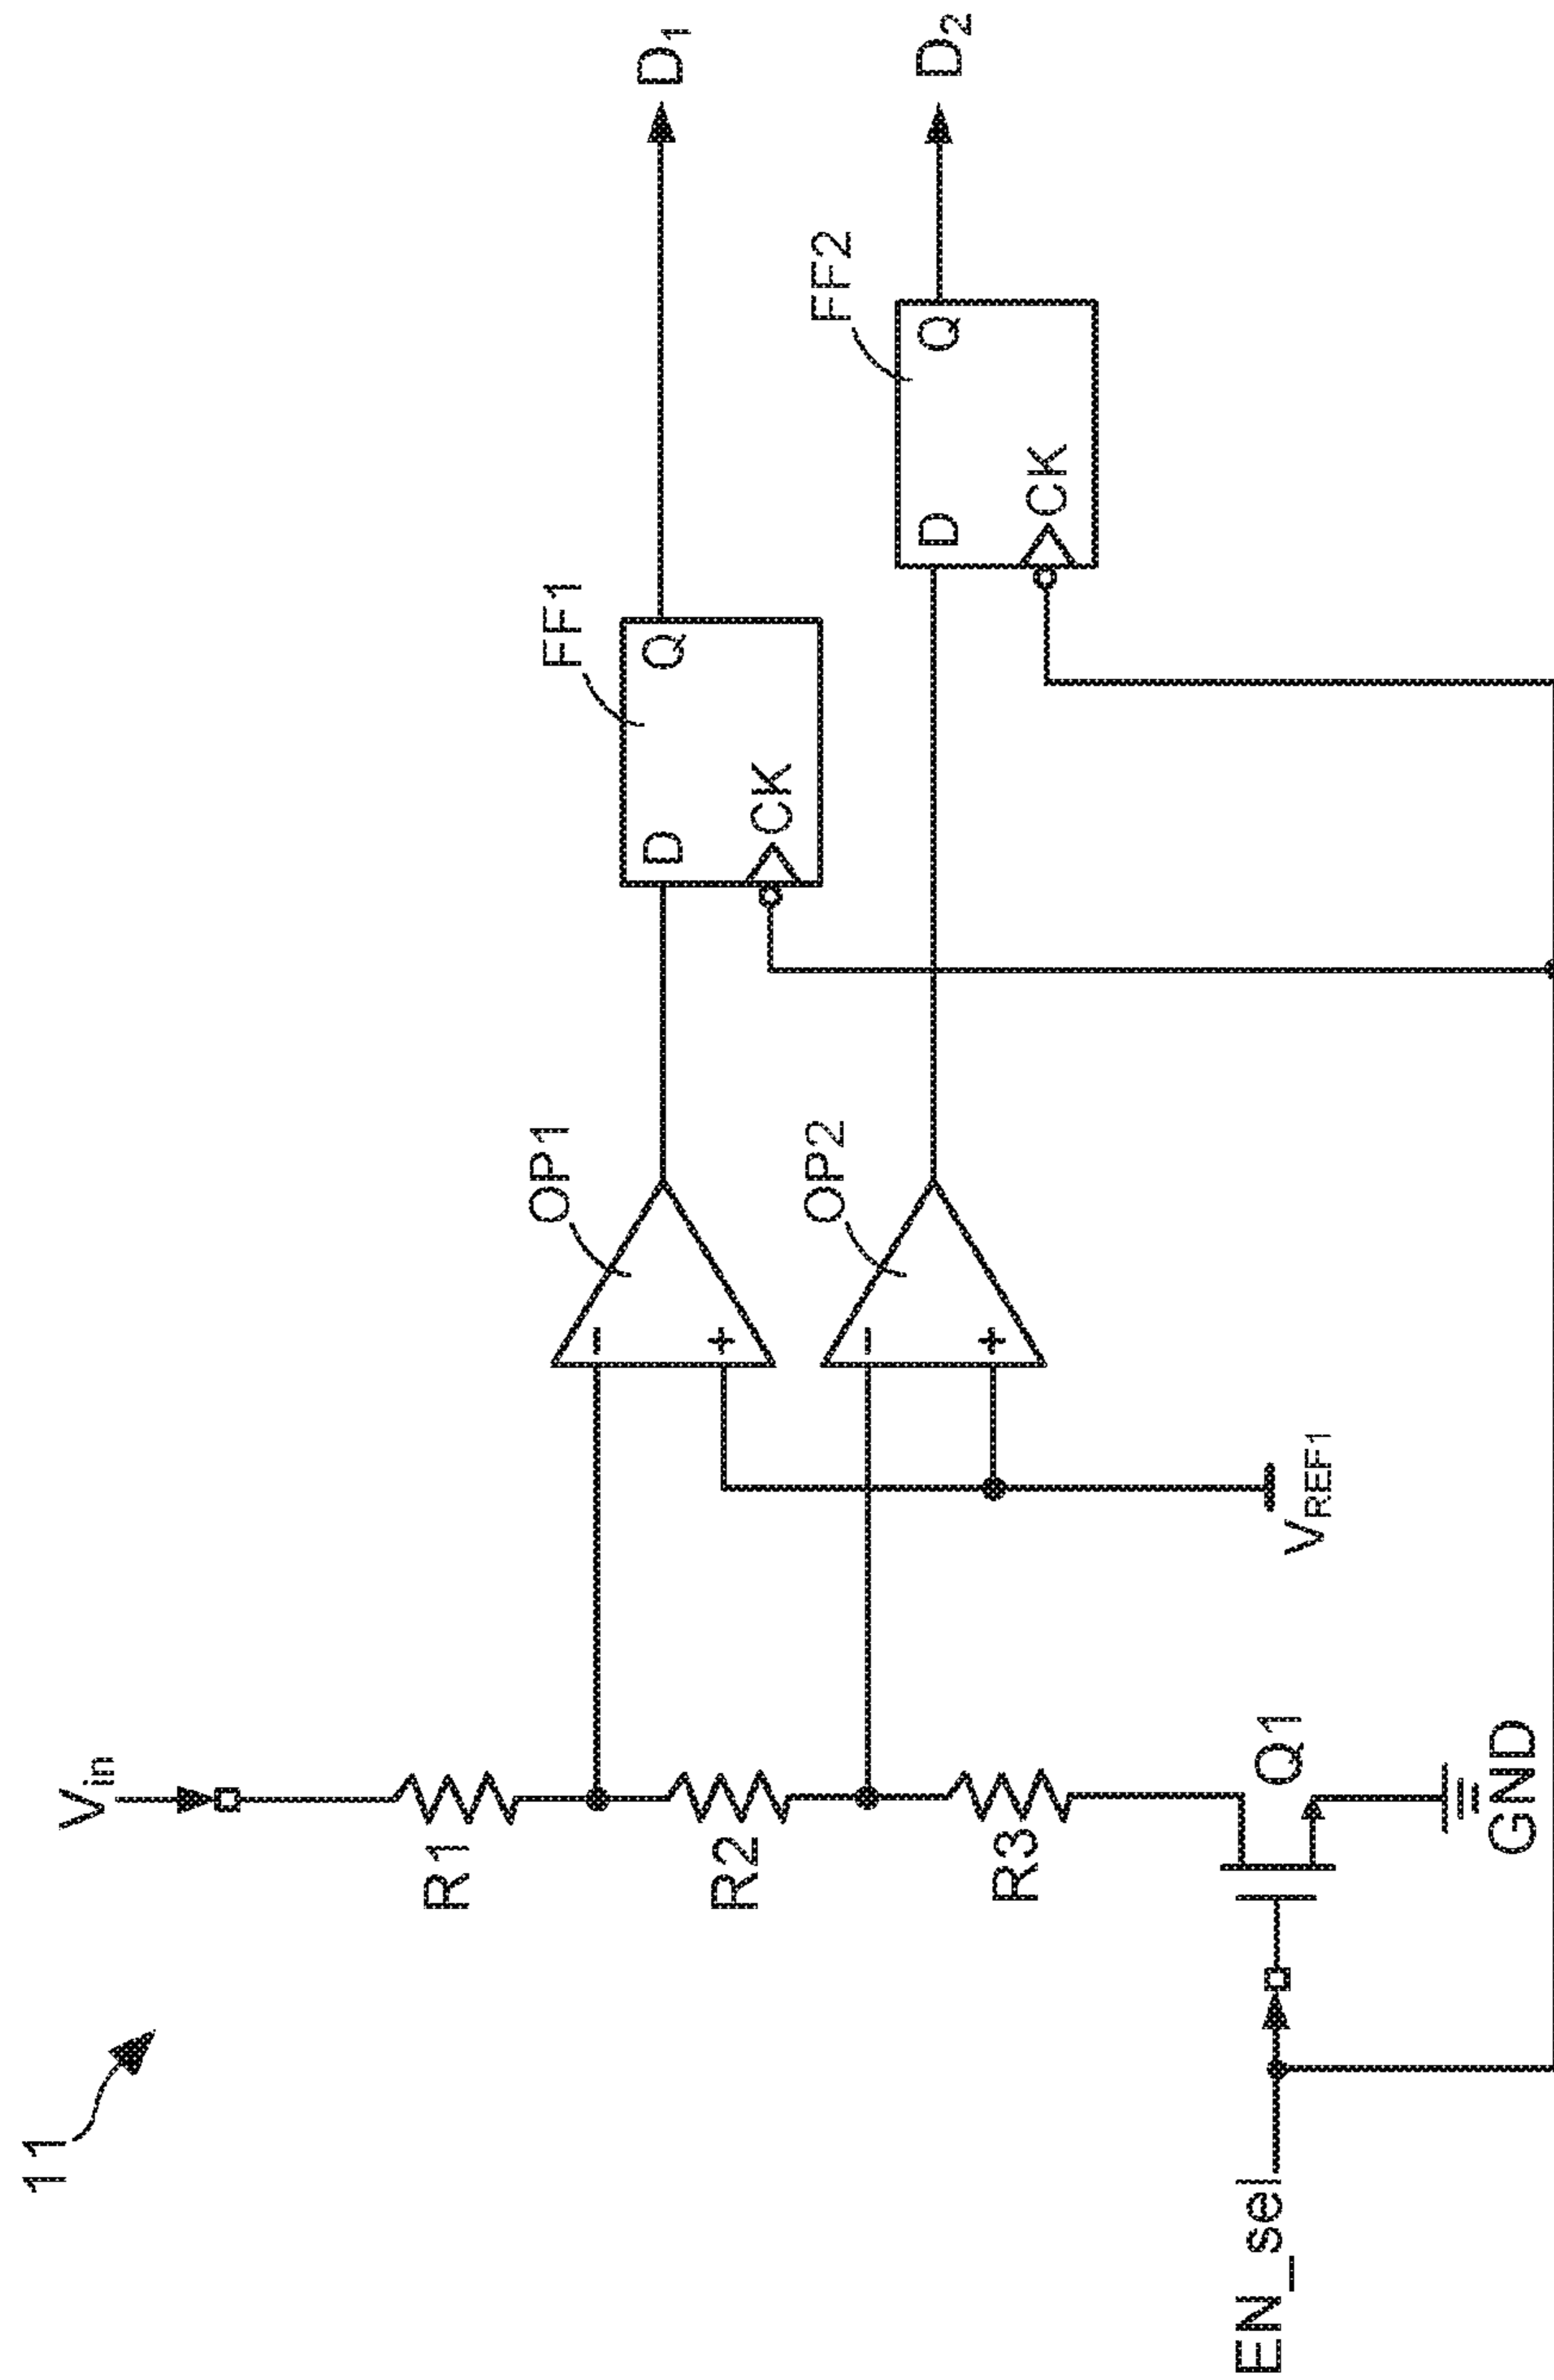 11
Vin
R1
R2
R3
EN_sel
Q1
GND
VREF1
OP1
-
+
OP2
-
+
FF1
D
Q
CK
FF2
D
Q
CK
D1
D2